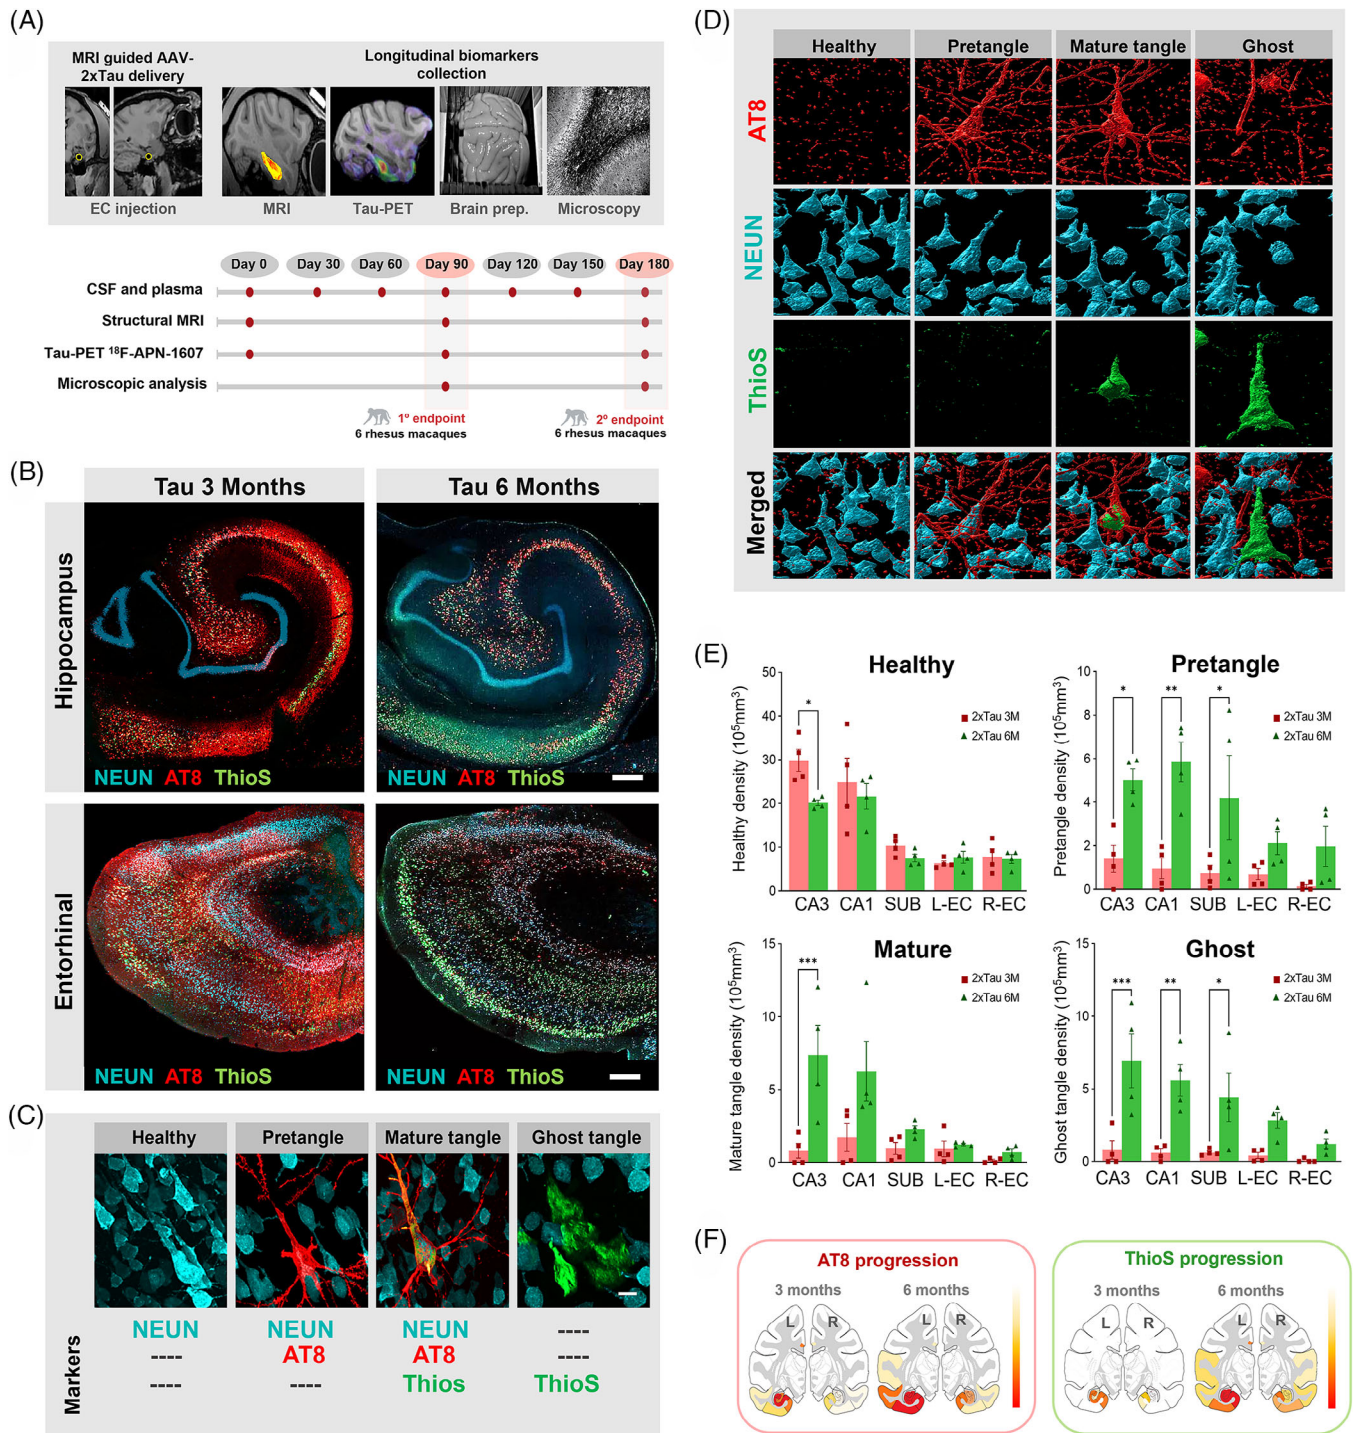 (A)
MRI guided AAV-
2xTau delivery
Longitudinal biomarkers
collection
EC injection
MRI
Tau-PET
Brain prep.
Microscopy
Day 0
Day 30
Day 60
Day 90
Day 120
Day 150
Day 180
CSF and plasma
Structural MRI
Tau-PET ¹⁸F-APN-1607
Microscopic analysis
1º endpoint
6 rhesus macaques
2º endpoint
6 rhesus macaques
(B)
Tau 3 Months
Tau 6 Months
Hippocampus
NEUN AT8 ThioS
NEUN AT8 ThioS
Entorhinal
NEUN AT8 ThioS
NEUN AT8 ThioS
(C)
Healthy
Pretangle
Mature tangle
Ghost tangle
Markers
NEUN
NEUN
NEUN
----
----
AT8
AT8
----
----
----
Thios
ThioS
(D)
Healthy
Pretangle
Mature tangle
Ghost
AT8
NEUN
ThioS
Merged
(E)
Healthy
Healthy density (10⁵mm³)
50
40
30
20
10
0
*
2xTau 3M
2xTau 6M
CA3 CA1 SUB L-EC R-EC
Pretangle
Pretangle density (10⁵mm³)
10
8
6
4
2
0
*
**
*
2xTau 3M
2xTau 6M
CA3 CA1 SUB L-EC R-EC
Mature
Mature tangle density (10⁵mm³)
15
10
5
0
***
2xTau 3M
2xTau 6M
CA3 CA1 SUB L-EC R-EC
Ghost
Ghost tangle density (10⁵mm³)
15
10
5
0
***
**
*
2xTau 3M
2xTau 6M
CA3 CA1 SUB L-EC R-EC
(F)
AT8 progression
3 months
6 months
L R
L R
ThioS progression
3 months
6 months
L R
L R